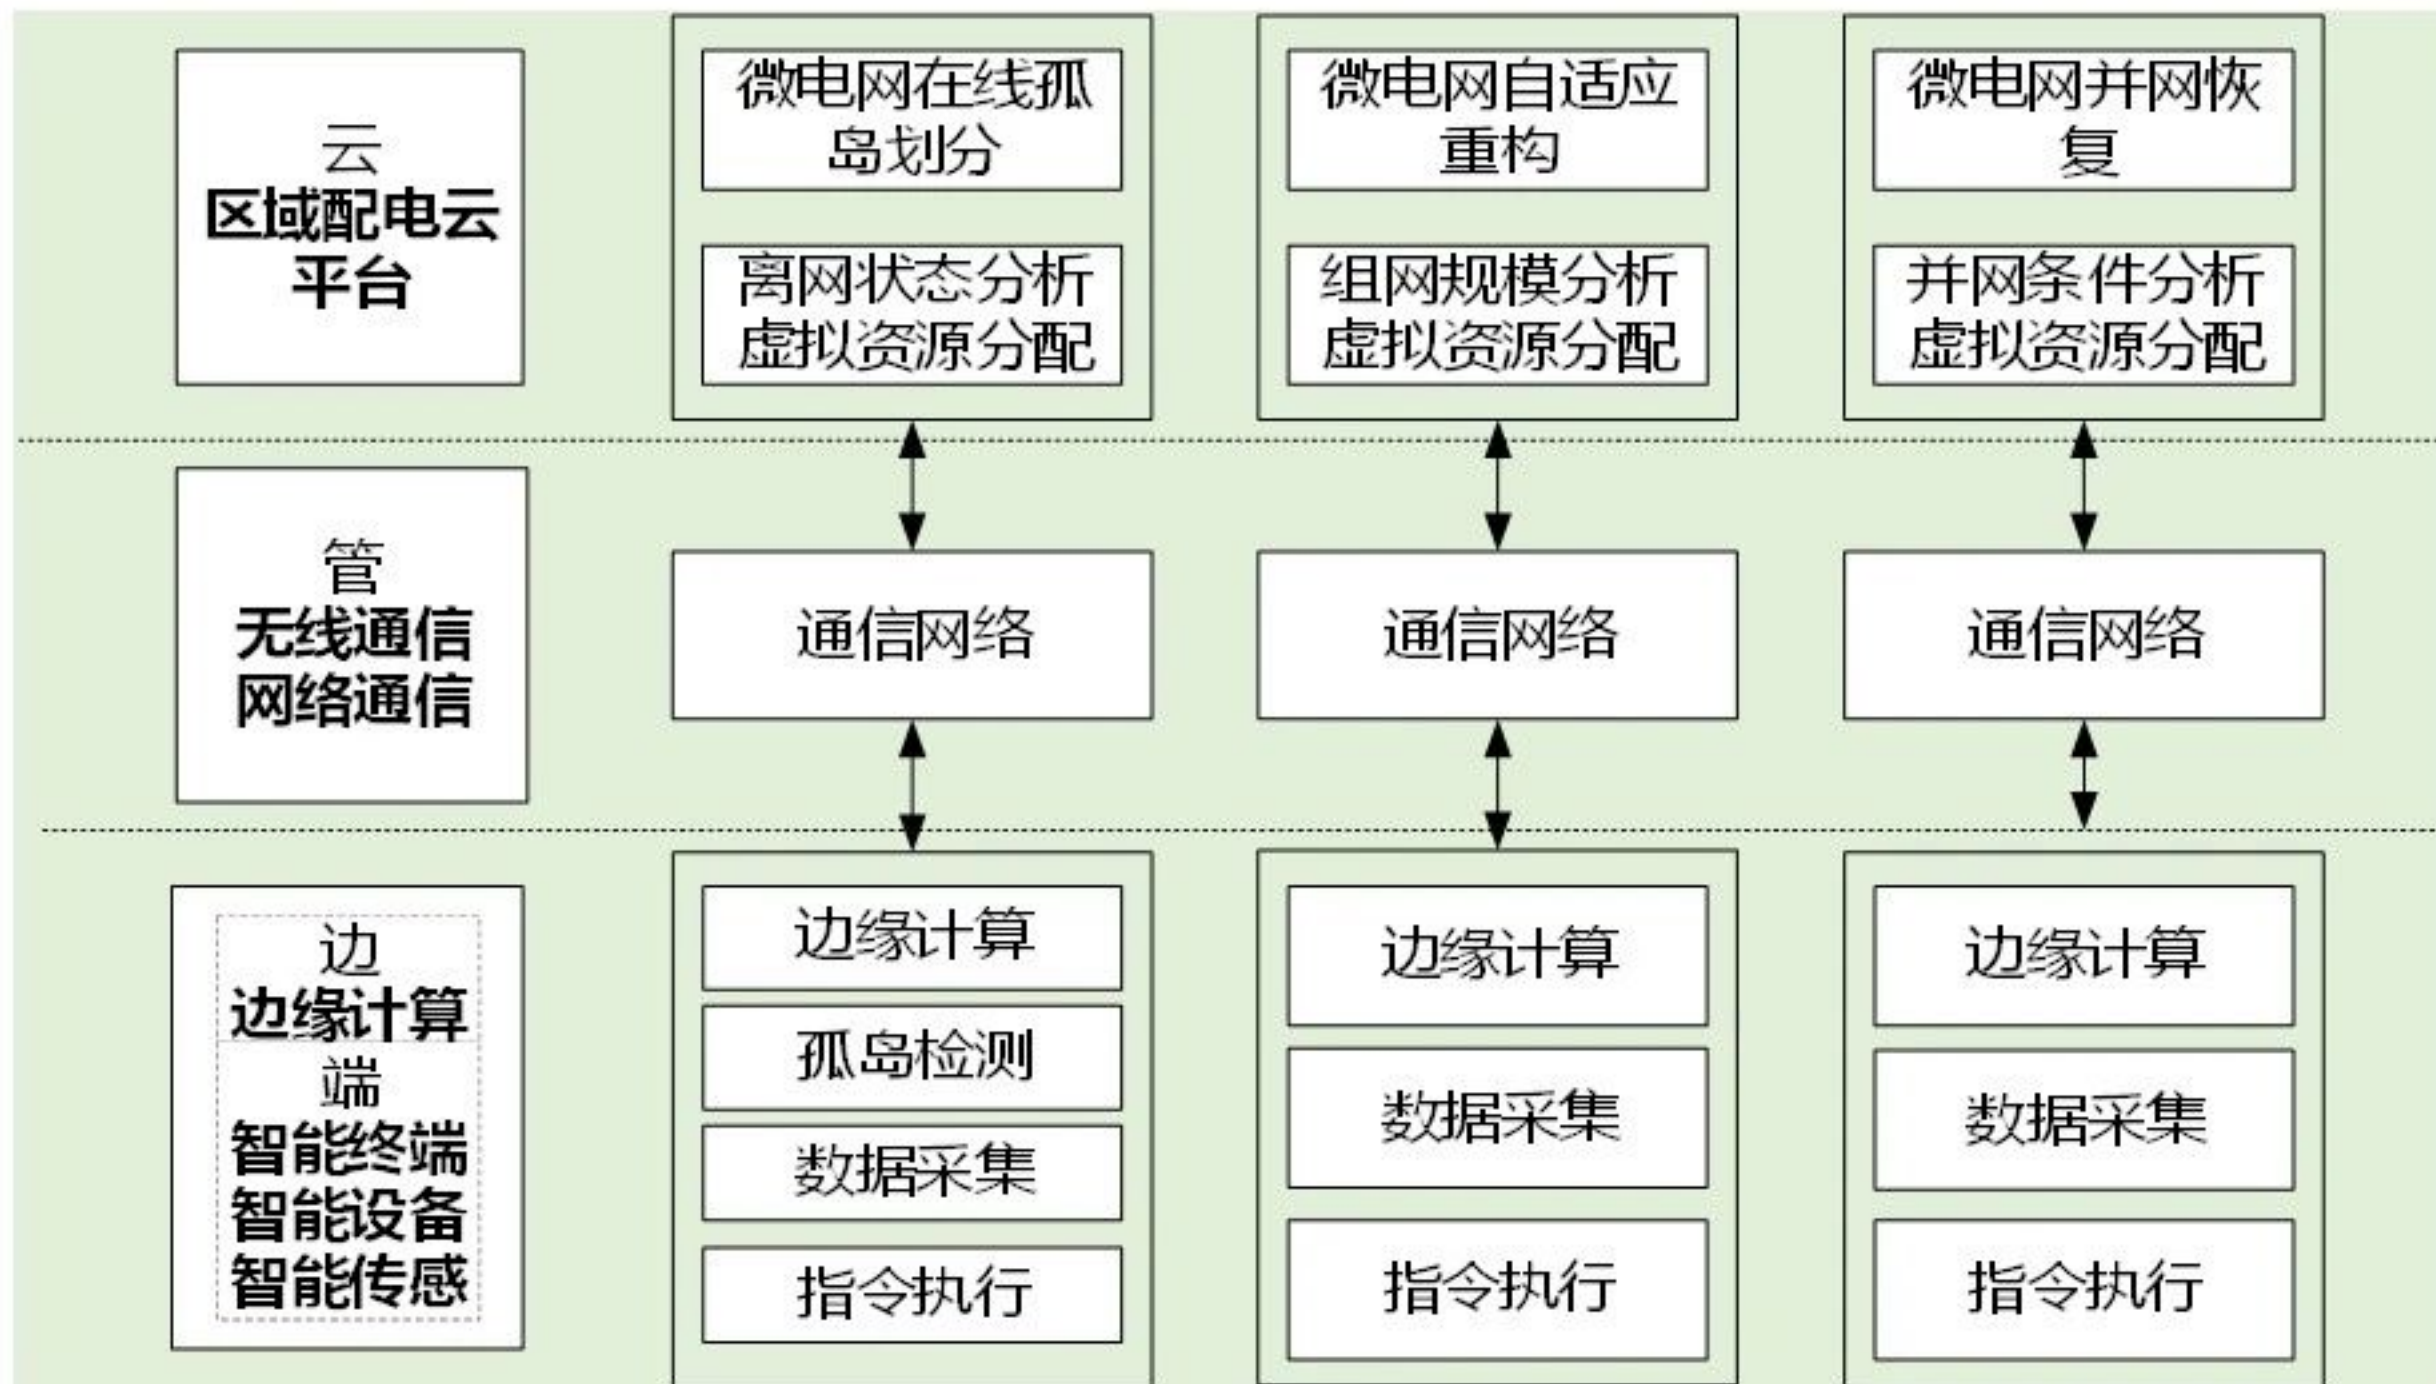 云
区域配电云
平台
微电网在线孤
岛划分
离网状态分析
虚拟资源分配
微电网自适应
重构
组网规模分析
虚拟资源分配
微电网并网恢
复
并网条件分析
虚拟资源分配
管
无线通信
网络通信
通信网络
通信网络
通信网络
边
边缘计算
端
智能终端
智能设备
智能传感
边缘计算
孤岛检测
数据采集
指令执行
边缘计算
数据采集
指令执行
边缘计算
数据采集
指令执行